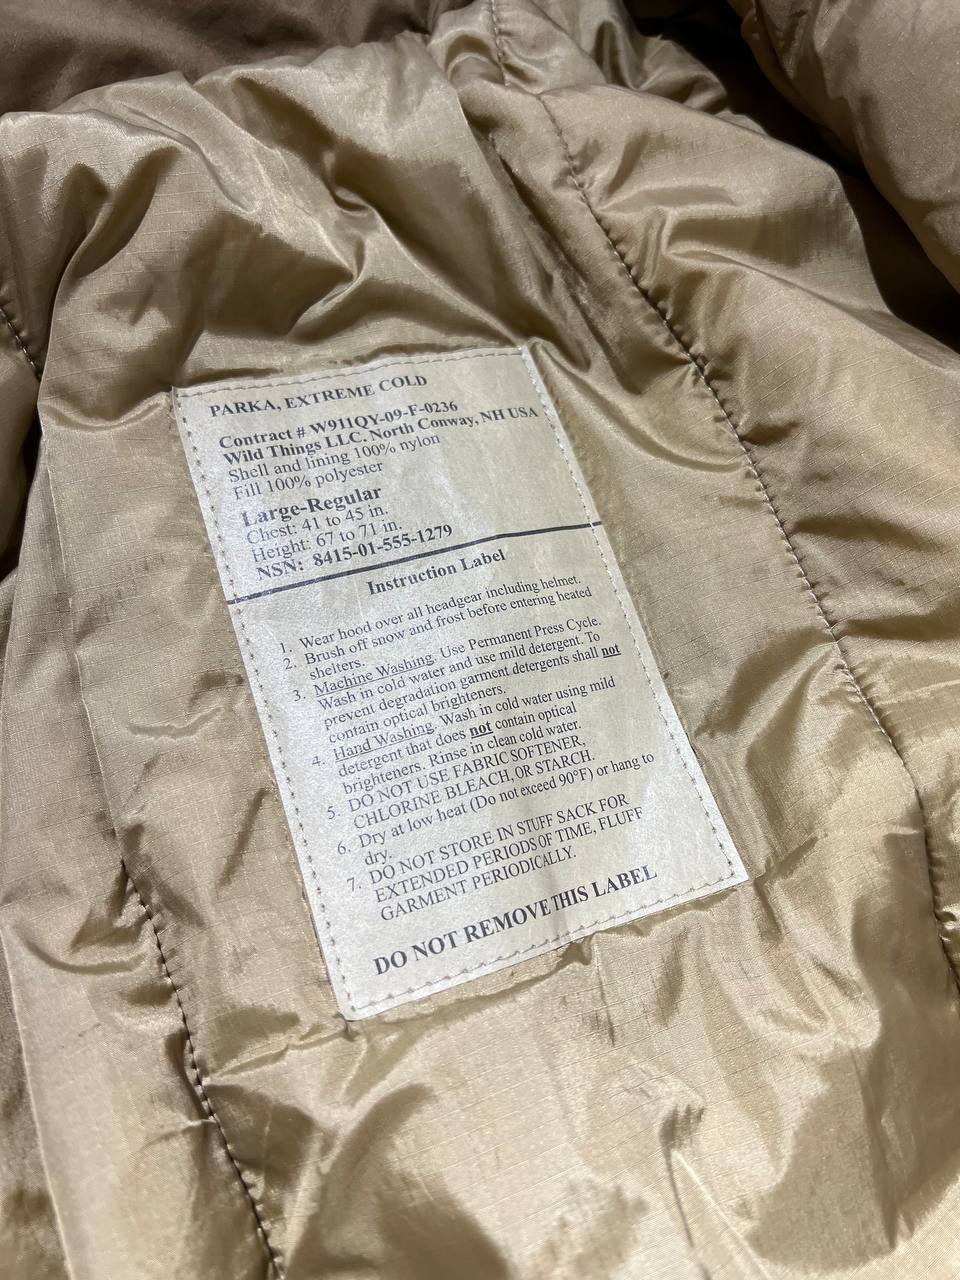 PARKA, EXTREME COLD
Contract # W911QY-09-F-0236
Wild Things LLC. North Conway, NH USA
Shell and lining 100% nylon
Fill 100% polyester
Large-Regular
Chest: 41 to 45 in.
Height: 67 to 71 in.
NSN: 8415-01-555-1279
Instruction Label
1. Wear hood over all headgear including helmet.
2. Brush off snow and frost before entering heated
shelters.
3. Machine Washing. Use Permanent Press Cycle.
Wash in cold water and use mild detergent. To
prevent degradation garment detergents shall not
contain optical brighteners.
4. Hand Washing. Wash in cold water using mild
detergent that does not contain optical
brighteners. Rinse in clean cold water.
5. DO NOT USE FABRIC SOFTENER,
CHLORINE BLEACH, OR STARCH.
6. Dry at low heat (Do not exceed 90°F) or hang to
dry.
7. DO NOT STORE IN STUFF SACK FOR
EXTENDED PERIODS OF TIME, FLUFF
GARMENT PERIODICALLY.
DO NOT REMOVE THIS LABEL